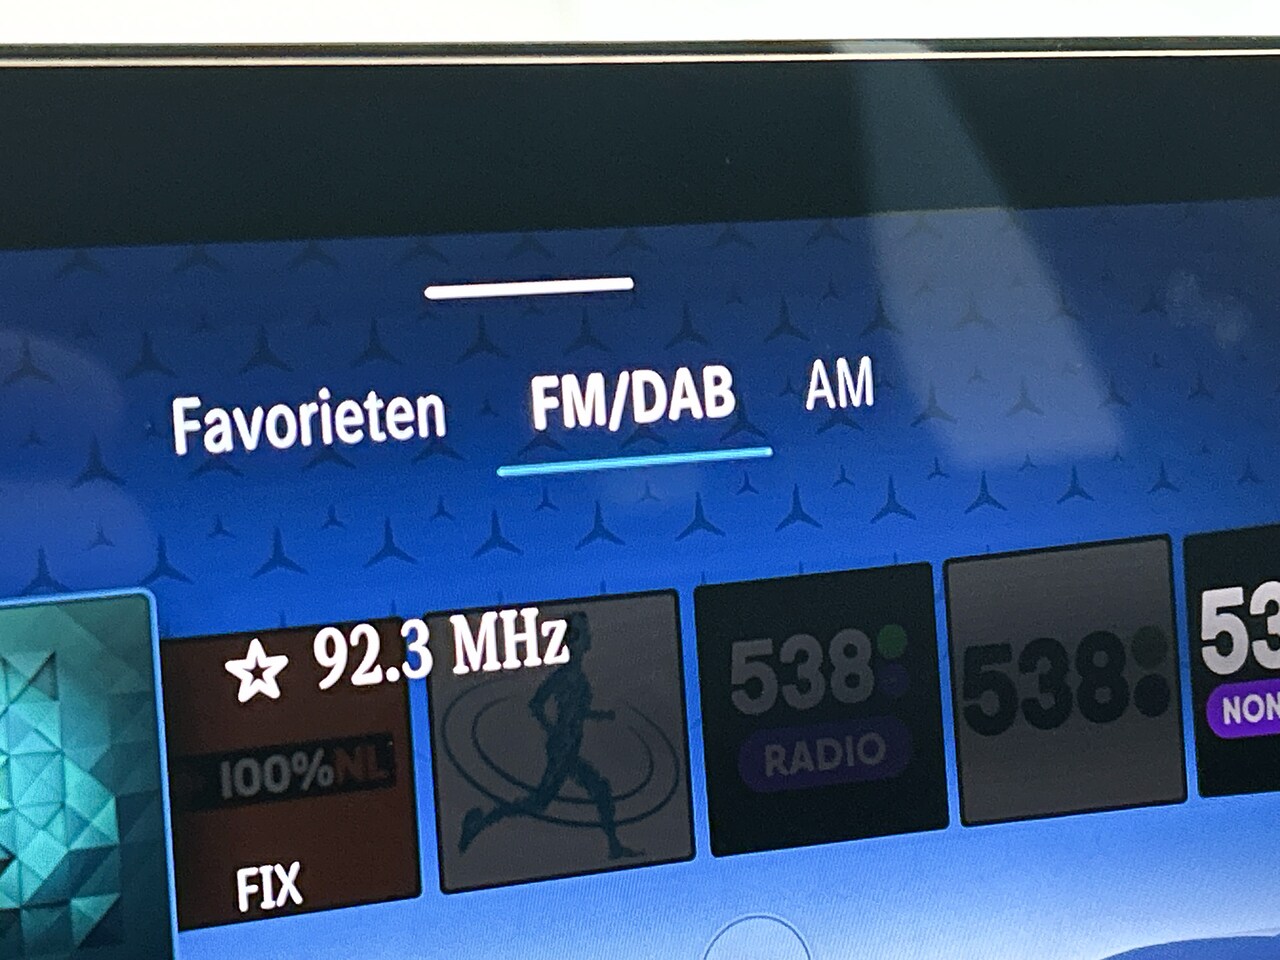 Favorieten FM/DAB AM
92.3 MHz
100%NL
FIX
538
RADIO
538
53
NON